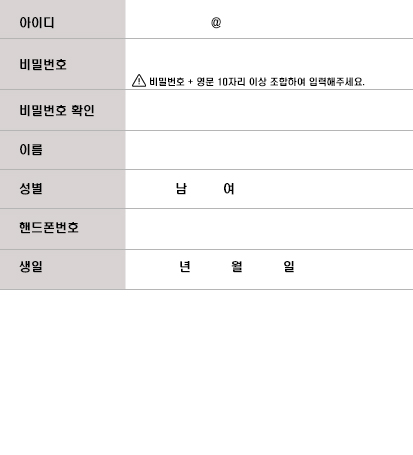 아이디 @
비밀번호
비밀번호 + 영문 10자리 이상 조합하여 입력해주세요.
비밀번호 확인
이름
성별 남 여
핸드폰번호
생일 년 월 일